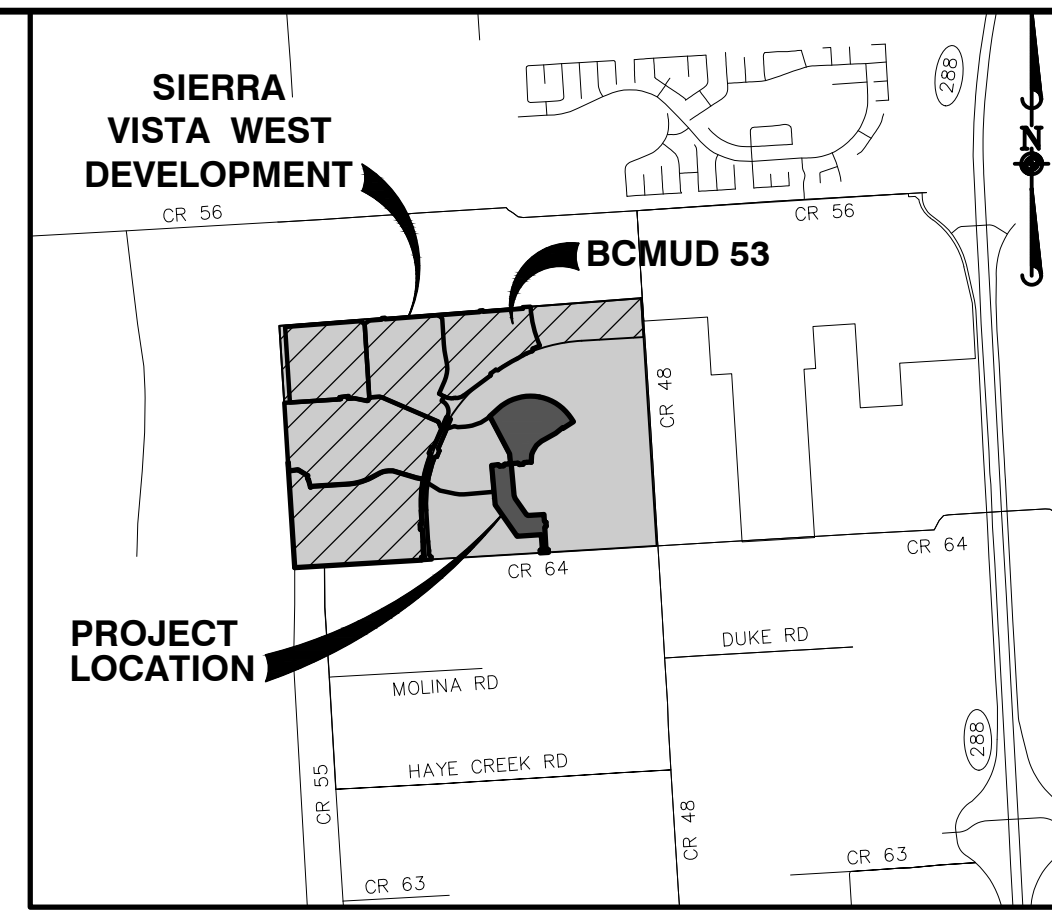 SIERRA
VISTA WEST
DEVELOPMENT
288
N
CR 56
CR 56
BCMUD 53
CR 48
CR 64
CR 64
PROJECT
LOCATION
DUKE RD
MOLINA RD
288
HAYE CREEK RD
CR 55
CR 48
CR 63
CR 63